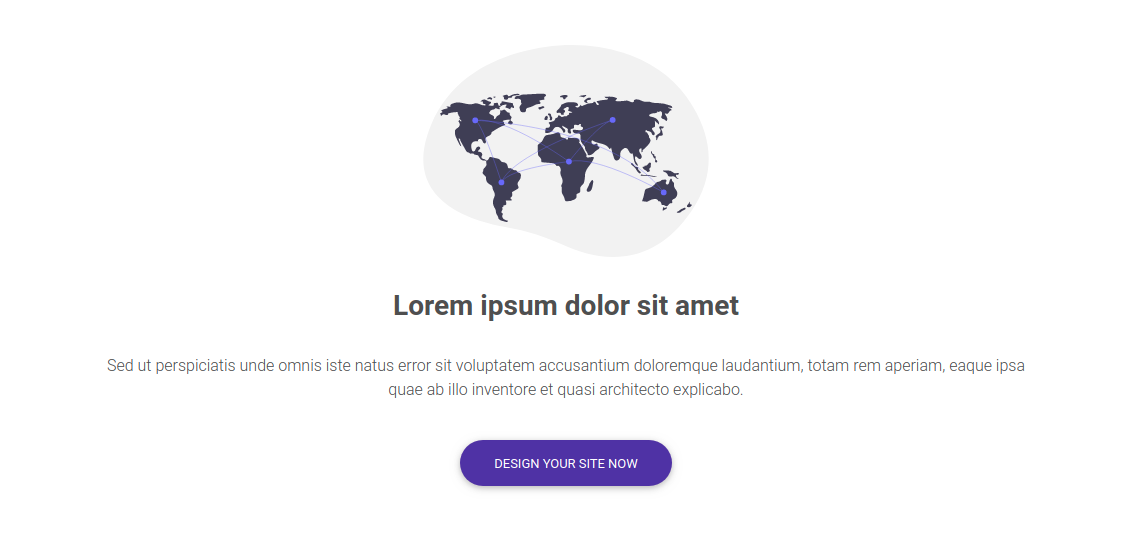 Lorem ipsum dolor sit amet
Sed ut perspiciatis unde omnis iste natus error sit voluptatem accusantium doloremque laudantium, totam rem aperiam, eaque ipsa
quae ab illo inventore et quasi architecto explicabo.
DESIGN YOUR SITE NOW